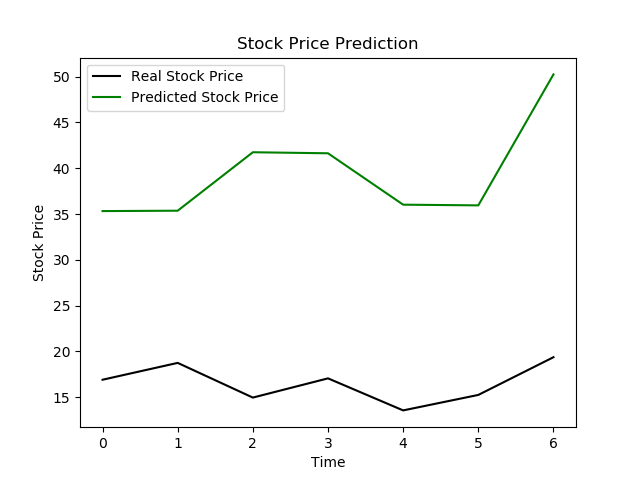 Stock Price Prediction
Real Stock Price
Predicted Stock Price
50
45
40
35
30
25
20
15
Stock Price
0 1 2 3 4 5 6
Time